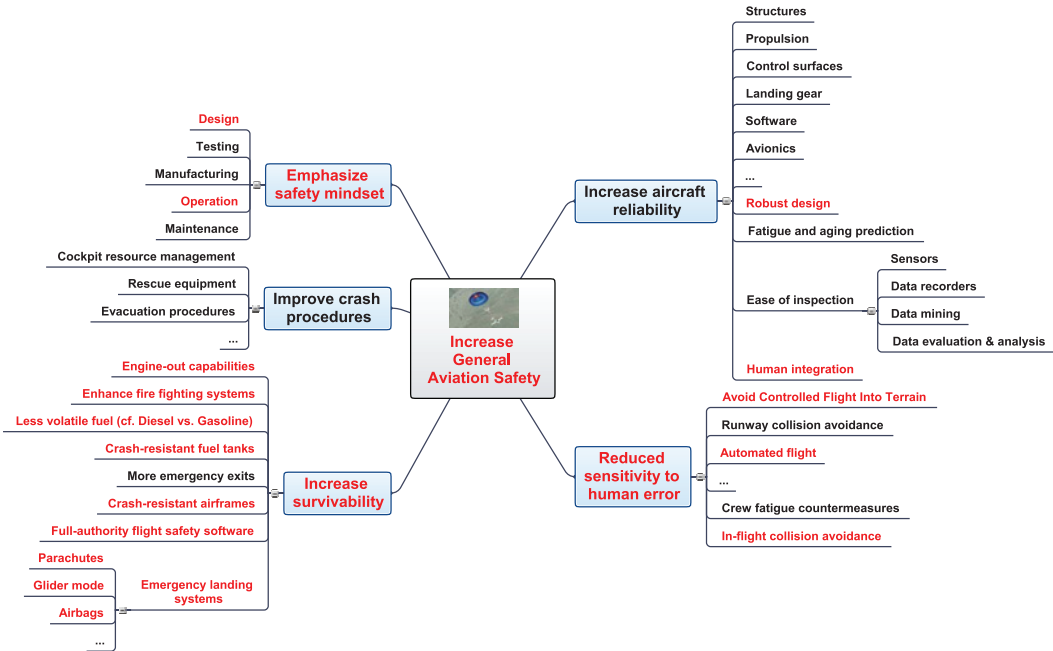 Increase
General
Aviation Safety
Emphasize
safety mindset
Design
Testing
Manufacturing
Operation
Maintenance
Improve crash
procedures
Cockpit resource management
Rescue equipment
Evacuation procedures
...
Increase
survivability
Engine-out capabilities
Enhance fire fighting systems
Less volatile fuel (cf. Diesel vs. Gasoline)
Crash-resistant fuel tanks
More emergency exits
Crash-resistant airframes
Full-authority flight safety software
Emergency landing
systems
Parachutes
Glider mode
Airbags
...
Increase aircraft
reliability
Structures
Propulsion
Control surfaces
Landing gear
Software
Avionics
...
Robust design
Fatigue and aging prediction
Ease of inspection
Sensors
Data recorders
Data mining
Data evaluation & analysis
Human integration
Reduced
sensitivity to
human error
Avoid Controlled Flight Into Terrain
Runway collision avoidance
Automated flight
...
Crew fatigue countermeasures
In-flight collision avoidance